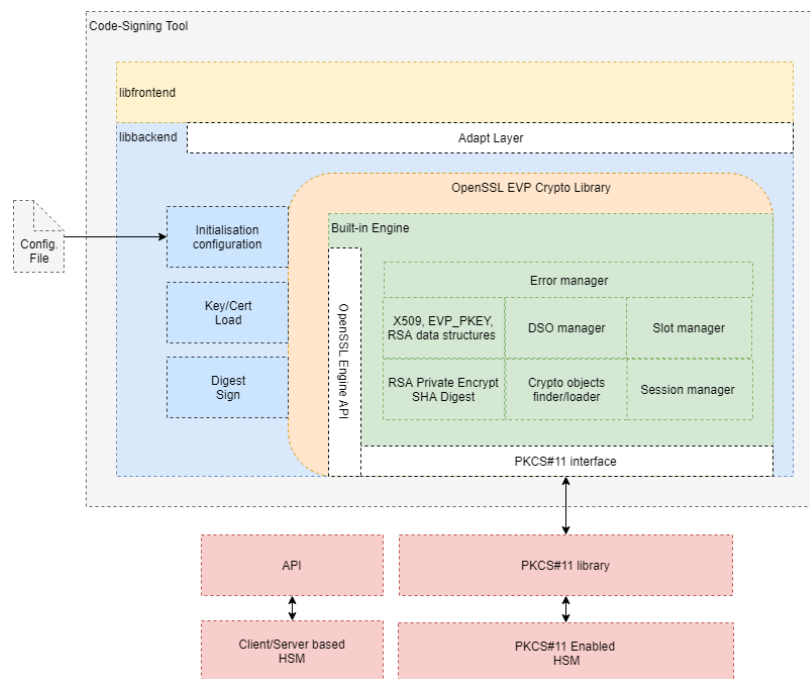 Code-Signing Tool
libfrontend
libbackend
Adapt Layer
OpenSSL EVP Crypto Library
Config.
File
Initialisation
configuration
Built-in Engine
Error manager
Key/Cert
Load
OpenSSL Engine API
X509, EVP_PKEY,
RSA data structures
DSO manager
Slot manager
Digest
Sign
RSA Private Encrypt
SHA Digest
Crypto objects
finder/loader
Session manager
PKCS#11 interface
API
PKCS#11 library
Client/Server based
HSM
PKCS#11 Enabled
HSM